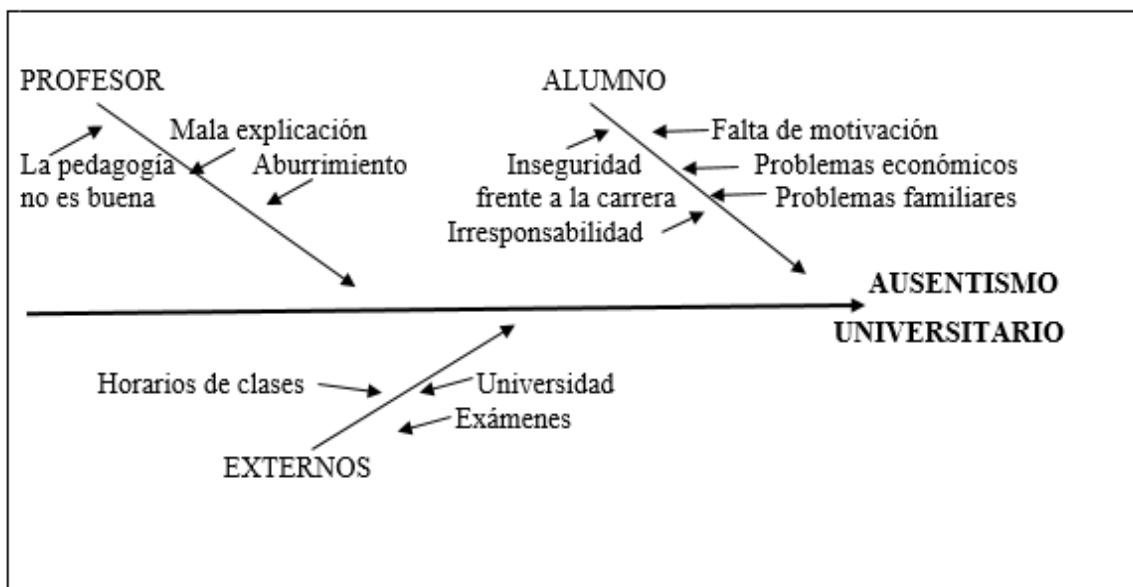 PROFESOR
La pedagogía
no es buena
Mala explicación
Aburrimiento
ALUMNO
Inseguridad
frente a la carrera
Irresponsabilidad
Falta de motivación
Problemas económicos
Problemas familiares
AUSENTISMO
UNIVERSITARIO
Horarios de clases
Universidad
Exámenes
EXTERNOS